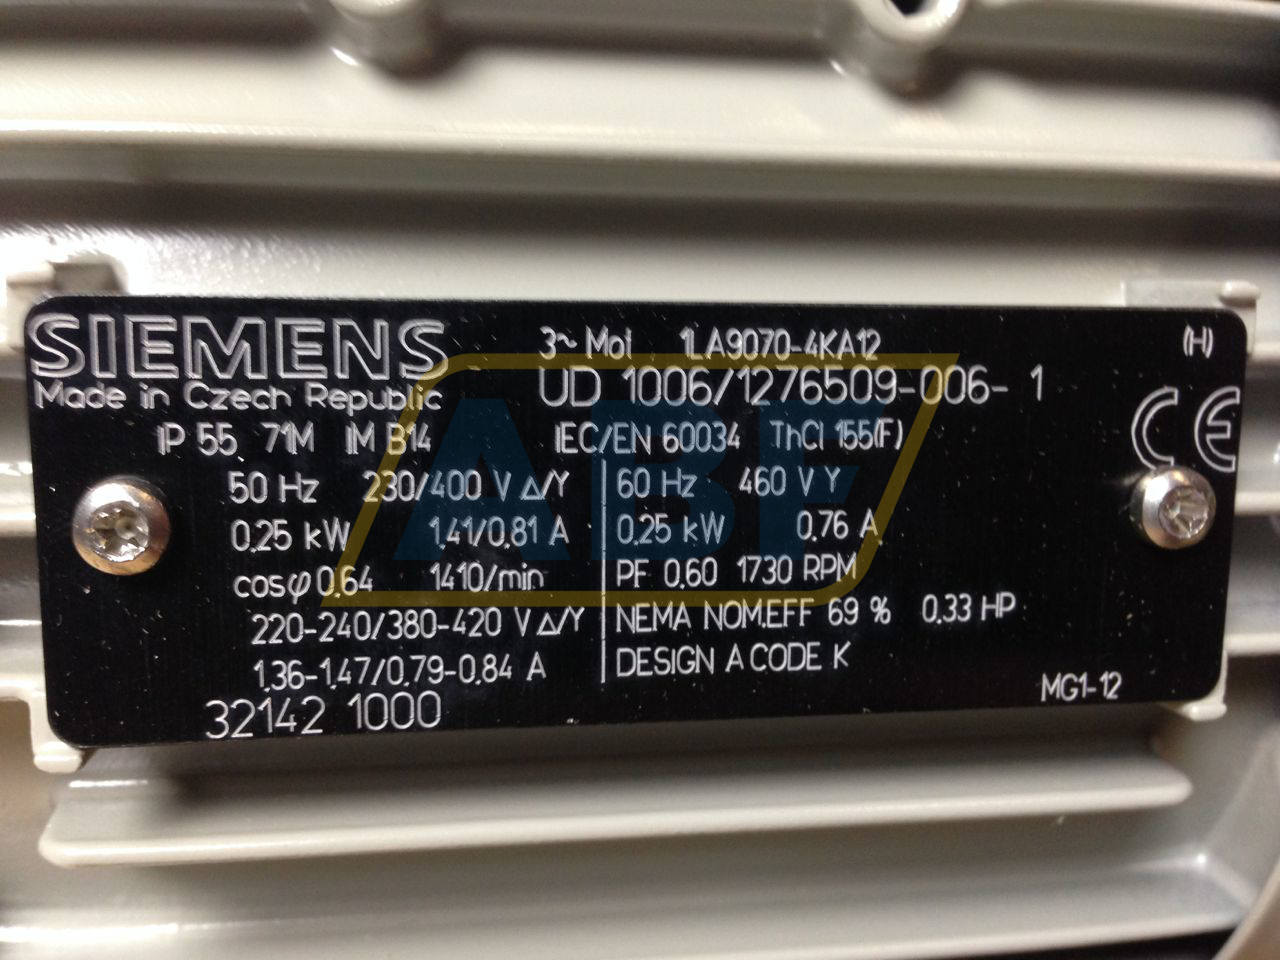 SIEMENS
3~ Mot 1LA9070-4KA12 (H)
Made in Czech Republic
UD 1006/1276509-006- 1
IP 55 71M IM B14 IEC/EN 60034 ThCl 155(F) CE
50 Hz 230/400 V Δ/Y
0.25 kW 1.41/0.81 A
cosφ 0.64 1410/min
220-240/380-420 V Δ/Y
1.36-1.47/0.79-0.84 A
60 Hz 460 V Y
0.25 kW 0.76 A
PF 0.60 1730 RPM
NEMA NOM.EFF 69 % 0.33 HP
DESIGN A CODE K
MG1-12
32142 1000
ABF